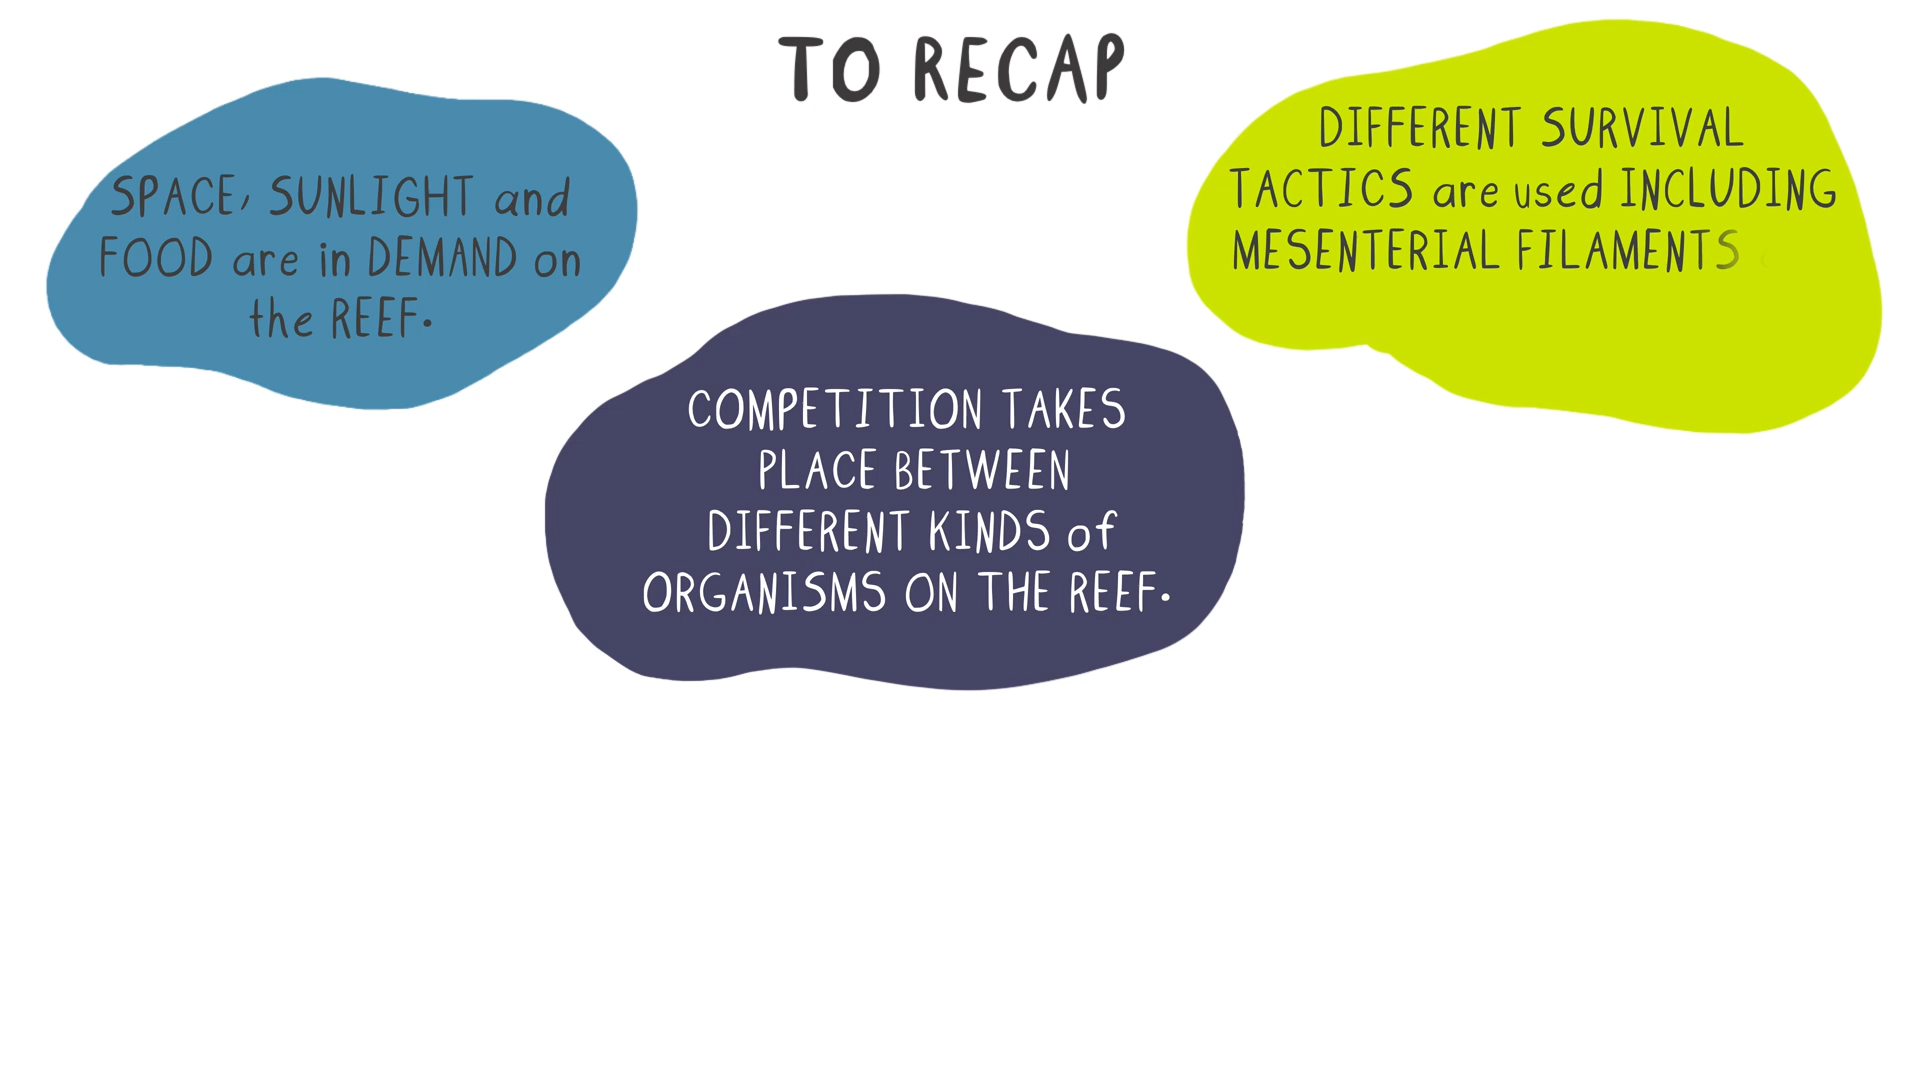 TO RECAP
SPACE, SUNLIGHT and
FOOD are in DEMAND on
the REEF.
COMPETITION TAKES
PLACE BETWEEN
DIFFERENT KINDS of
ORGANISMS ON THE REEF.
DIFFERENT SURVIVAL
TACTICS are used INCLUDING
MESENTERIAL FILAMENTS